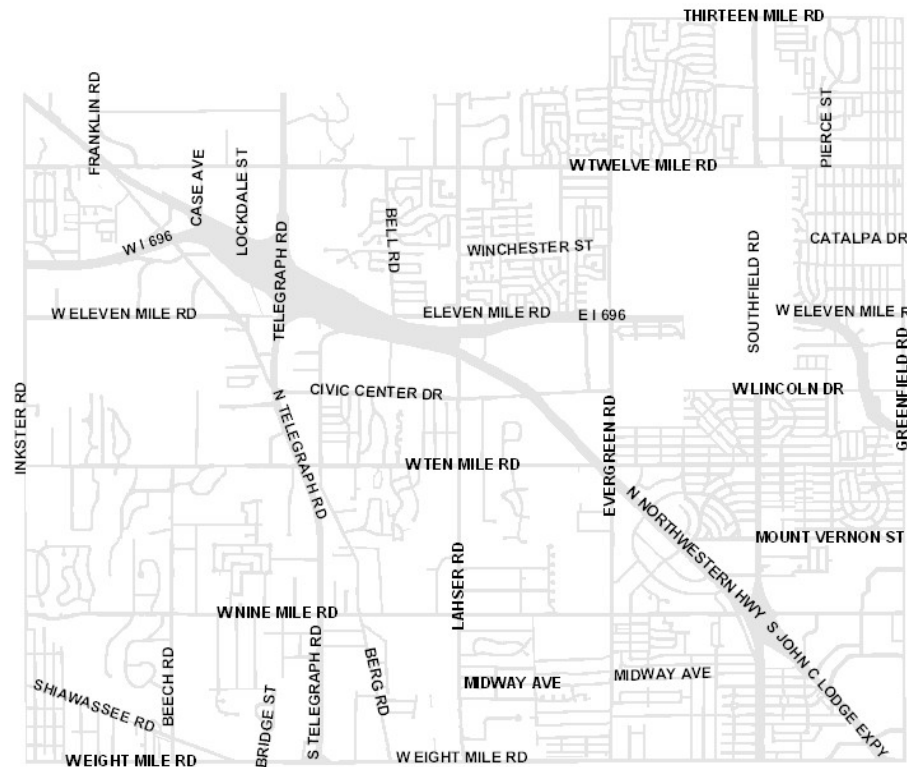 THIRTEEN MILE RD
FRANKLIN RD
PIERCE ST
W TWELVE MILE RD
CASE AVE
LOCKDALE ST
BELL RD
W I 696
WINCHESTER ST
CATALPA DR
TELEGRAPH RD
SOUTHFIELD RD
W ELEVEN MILE RD
ELEVEN MILE RD
E I 696
W ELEVEN MILE R
GREENFIELD RD
CIVIC CENTER DR
W LINCOLN DR
INKSTER RD
N TELEGRAPH RD
W TEN MILE RD
EVERGREEN RD
N NORTHWESTERN HWY
MOUNT VERNON ST
LAHSER RD
W NINE MILE RD
S JOHN C LODGE EXPY
SHIAWASSEE RD
BEECH RD
BRIDGE ST
S TELEGRAPH RD
BERG RD
MIDWAY AVE
MIDWAY AVE
W EIGHT MILE RD
W EIGHT MILE RD